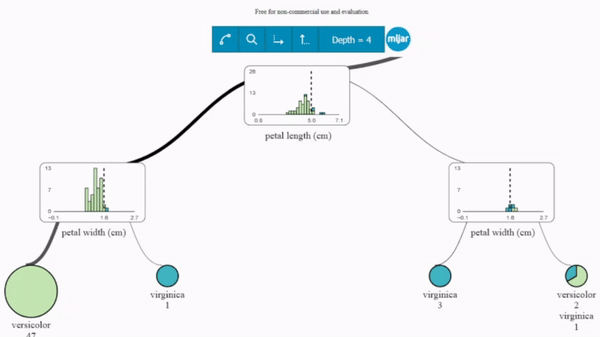 Free for non-commercial use and evaluation
Depth = 4
mljar
26
13
0
0.6 5.0 7.1
petal length (cm)
13
7
0
-0.1 1.6 2.7
petal width (cm)
13
7
0
-0.1 1.8 2.7
petal width (cm)
versicolor
47
virginica
1
virginica
3
versicolor
2
virginica
1